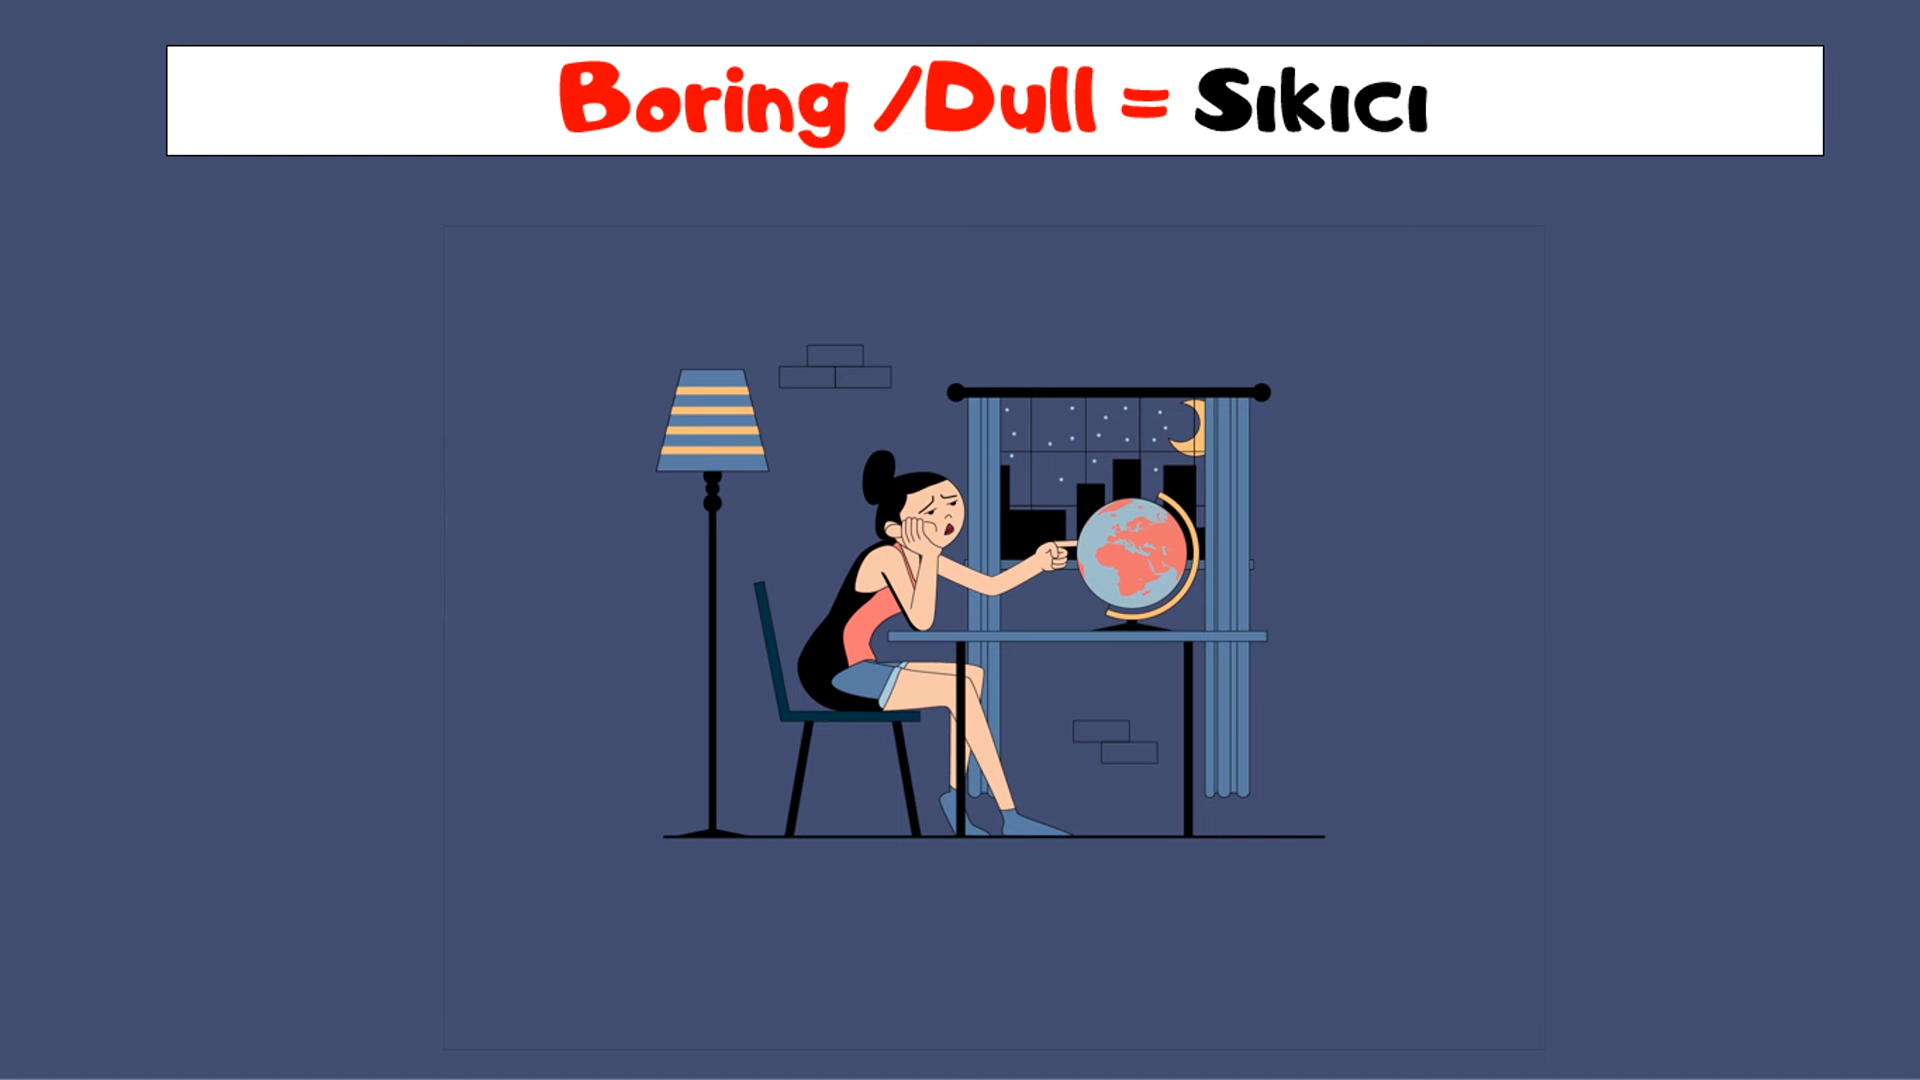 Boring /Dull = Sıkıcı